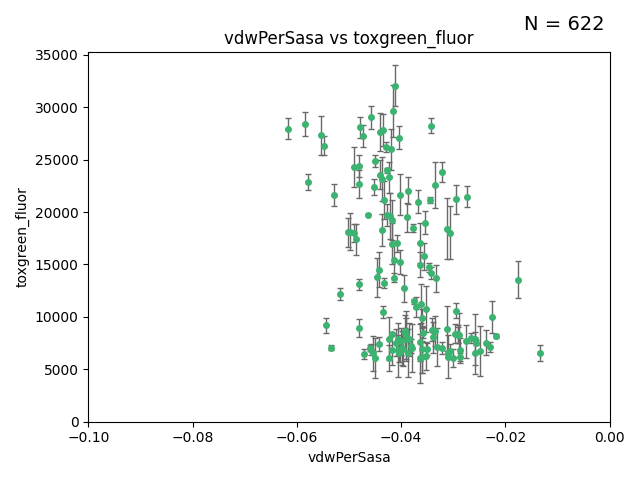 N = 622
vdwPerSasa vs toxgreen_fluor
toxgreen_fluor
35000
30000
25000
20000
15000
10000
5000
0
−0.10 −0.08 −0.06 −0.04 −0.02 0.00
vdwPerSasa